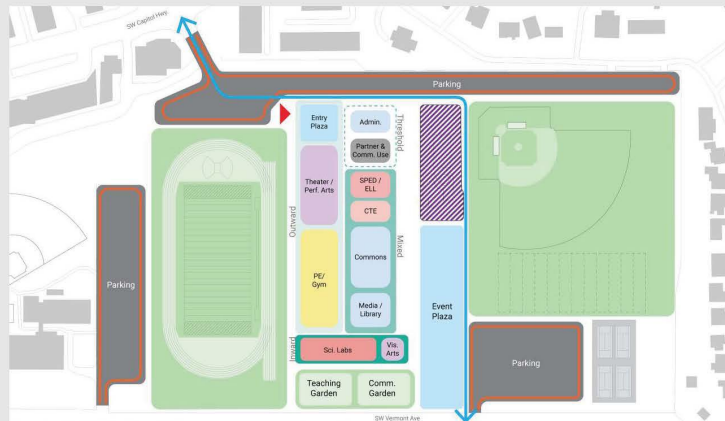 SW Capitol Hwy
Parking
Entry
Plaza
Admin.
Partner &
Comm. Use
Threshold
Theater /
Perf. Arts
SPED /
ELL
CTE
Outward
Mixed
Commons
PE/
Gym
Media /
Library
Parking
Event
Plaza
Inward
Sci. Labs
Vis.
Arts
Parking
Teaching
Garden
Comm.
Garden
SW Vermont Ave